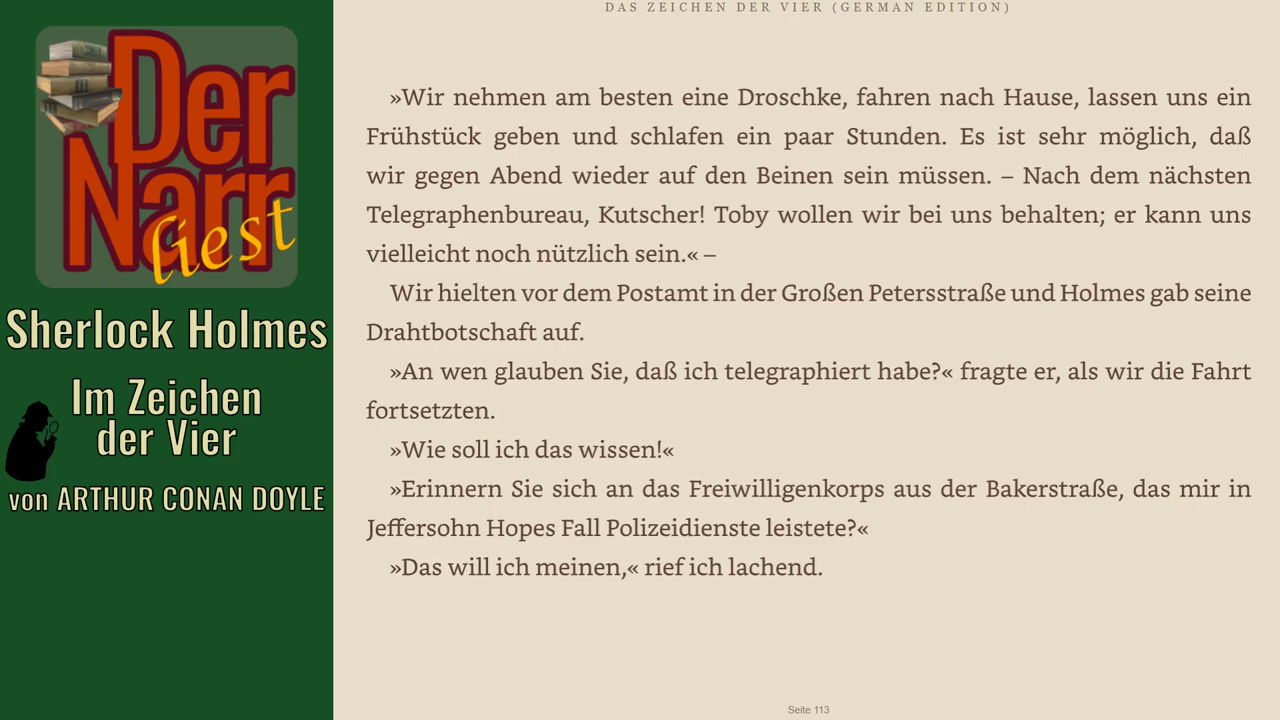 Der
Narr
liest
Sherlock Holmes
Im Zeichen
der Vier
von ARTHUR CONAN DOYLE
DAS ZEICHEN DER VIER (GERMAN EDITION)
»Wir nehmen am besten eine Droschke, fahren nach Hause, lassen uns ein
Frühstück geben und schlafen ein paar Stunden. Es ist sehr möglich, daß
wir gegen Abend wieder auf den Beinen sein müssen. – Nach dem nächsten
Telegraphenbureau, Kutscher! Toby wollen wir bei uns behalten; er kann uns
vielleicht noch nützlich sein.« –
Wir hielten vor dem Postamt in der Großen Petersstraße und Holmes gab seine
Drahtbotschaft auf.
»An wen glauben Sie, daß ich telegraphiert habe?« fragte er, als wir die Fahrt
fortsetzten.
»Wie soll ich das wissen!«
»Erinnern Sie sich an das Freiwilligenkorps aus der Bakerstraße, das mir in
Jeffersohn Hopes Fall Polizeidienste leistete?«
»Das will ich meinen,« rief ich lachend.
Seite 113